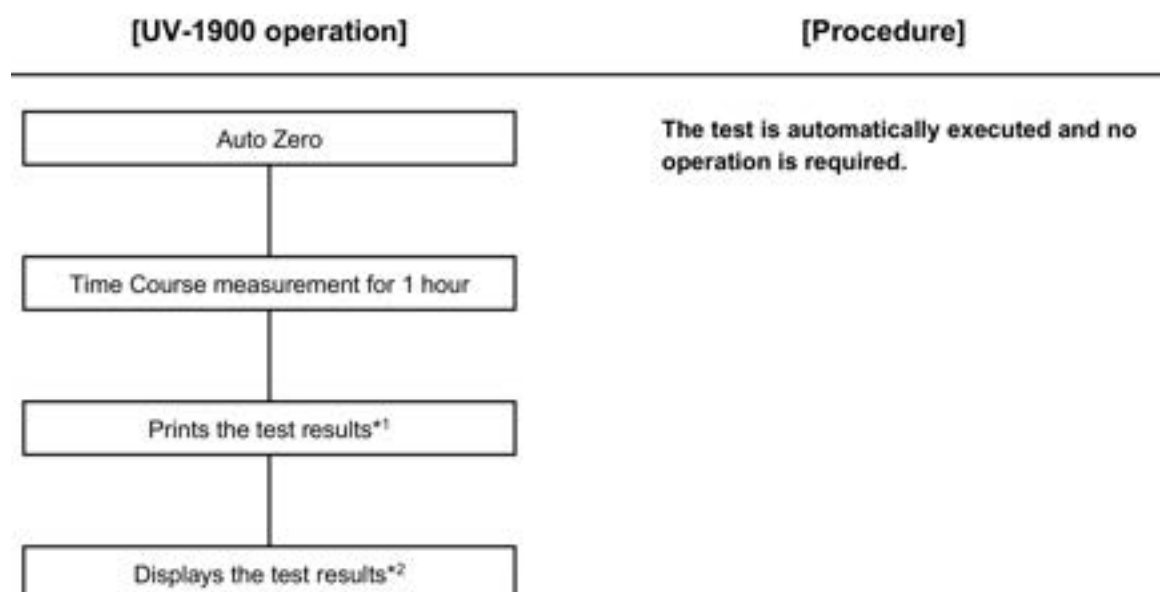 [UV-1900 operation]
[Procedure]
Auto Zero
The test is automatically executed and no
operation is required.
Time Course measurement for 1 hour
Prints the test results*1
Displays the test results*2